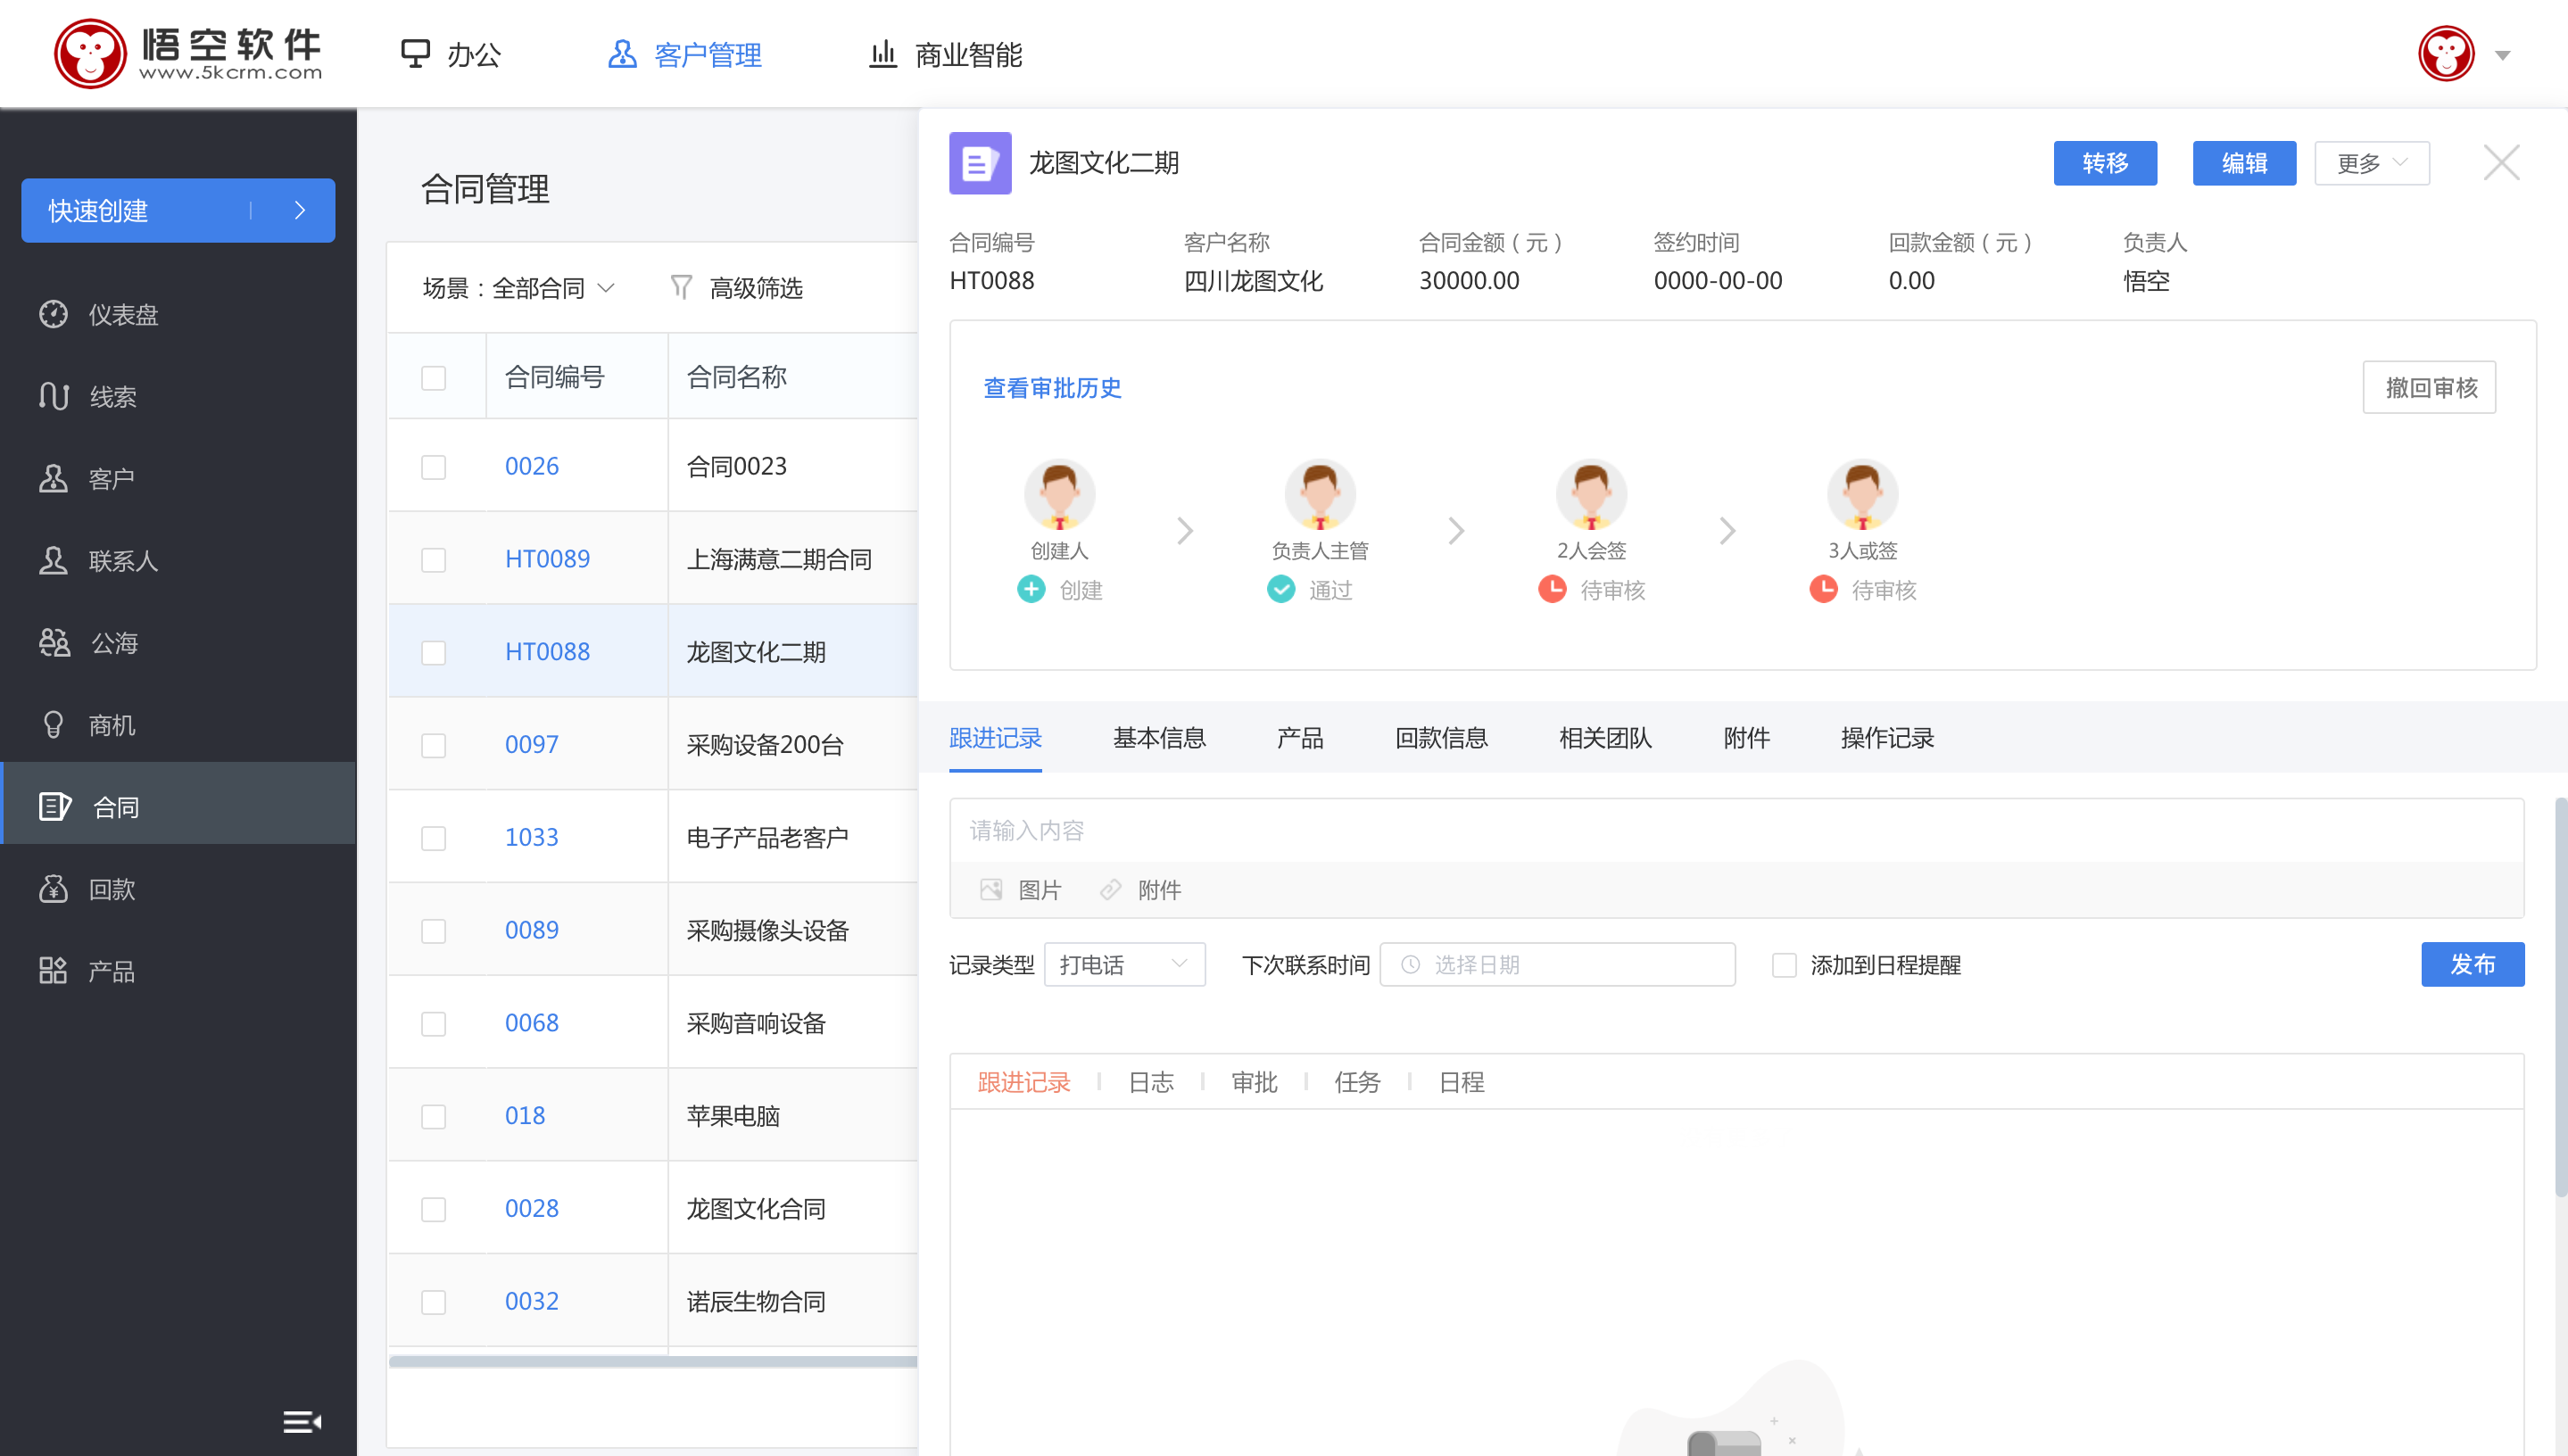 悟空软件
www.5kcrm.com
办公
客户管理
商业智能
快速创建
仪表盘
线索
客户
联系人
公海
商机
合同
回款
产品
合同管理
场景：全部合同
高级筛选
合同编号 合同名称
0026 合同0023
HT0089 上海满意二期合同
HT0088 龙图文化二期
0097 采购设备200台
1033 电子产品老客户
0089 采购摄像头设备
0068 采购音响设备
018 苹果电脑
0028 龙图文化合同
0032 诺辰生物合同
龙图文化二期
转移 编辑 更多
合同编号 客户名称 合同金额（元） 签约时间 回款金额（元） 负责人
HT0088 四川龙图文化 30000.00 0000-00-00 0.00 悟空
查看审批历史 撤回审核
创建人 负责人主管 2人会签 3人或签
创建 通过 待审核 待审核
跟进记录 基本信息 产品 回款信息 相关团队 附件 操作记录
请输入内容
图片 附件
记录类型 打电话 下次联系时间 选择日期 添加到日程提醒 发布
跟进记录 日志 审批 任务 日程